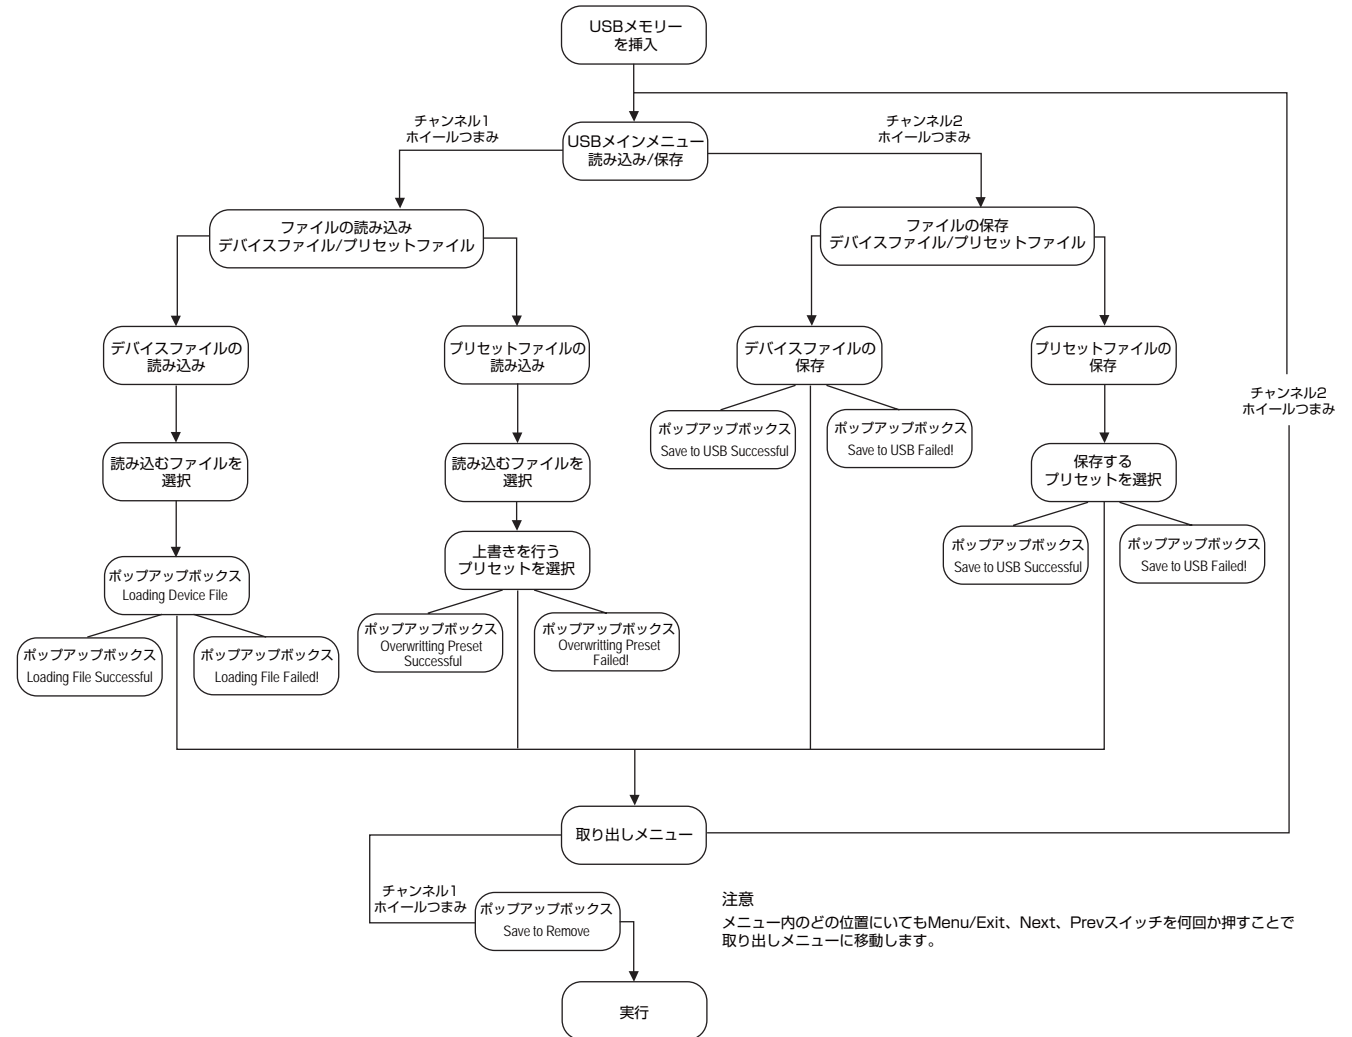 USBメモリー
を挿入
チャンネル1
ホイールつまみ
USBメインメニュー
読み込み/保存
チャンネル2
ホイールつまみ
ファイルの読み込み
デバイスファイル/プリセットファイル
ファイルの保存
デバイスファイル/プリセットファイル
デバイスファイルの
読み込み
プリセットファイルの
読み込み
デバイスファイルの
保存
プリセットファイルの
保存
チャンネル2
ホイールつまみ
ポップアップボックス
Save to USB Successful
ポップアップボックス
Save to USB Failed!
読み込むファイルを
選択
読み込むファイルを
選択
保存する
プリセットを選択
ポップアップボックス
Save to USB Successful
ポップアップボックス
Save to USB Failed!
ポップアップボックス
Loading Device File
上書きを行う
プリセットを選択
ポップアップボックス
Loading File Successful
ポップアップボックス
Loading File Failed!
ポップアップボックス
Overwritting Preset
Successful
ポップアップボックス
Overwritting Preset
Failed!
取り出しメニュー
チャンネル1
ホイールつまみ
ポップアップボックス
Save to Remove
注意
メニュー内のどの位置にいてもMenu/Exit、Next、Prevスイッチを何回か押すことで
取り出しメニューに移動します。
実行